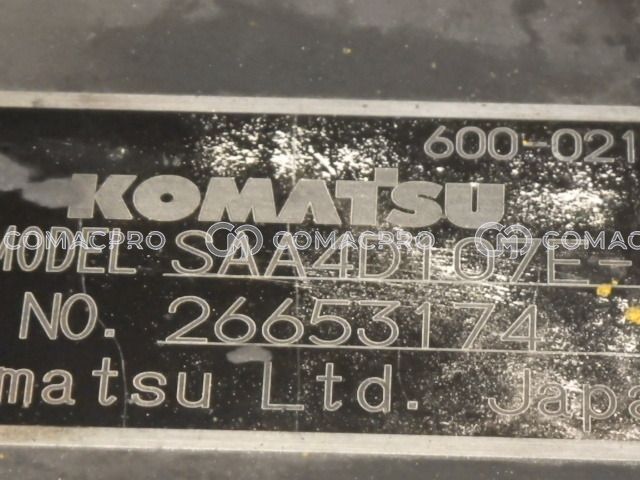 600-021
KOMATSU
MODEL SAA4D107E-
COMACPRO COMACPRO COMACPRO
NO. 26653174
matsu Ltd. Japa